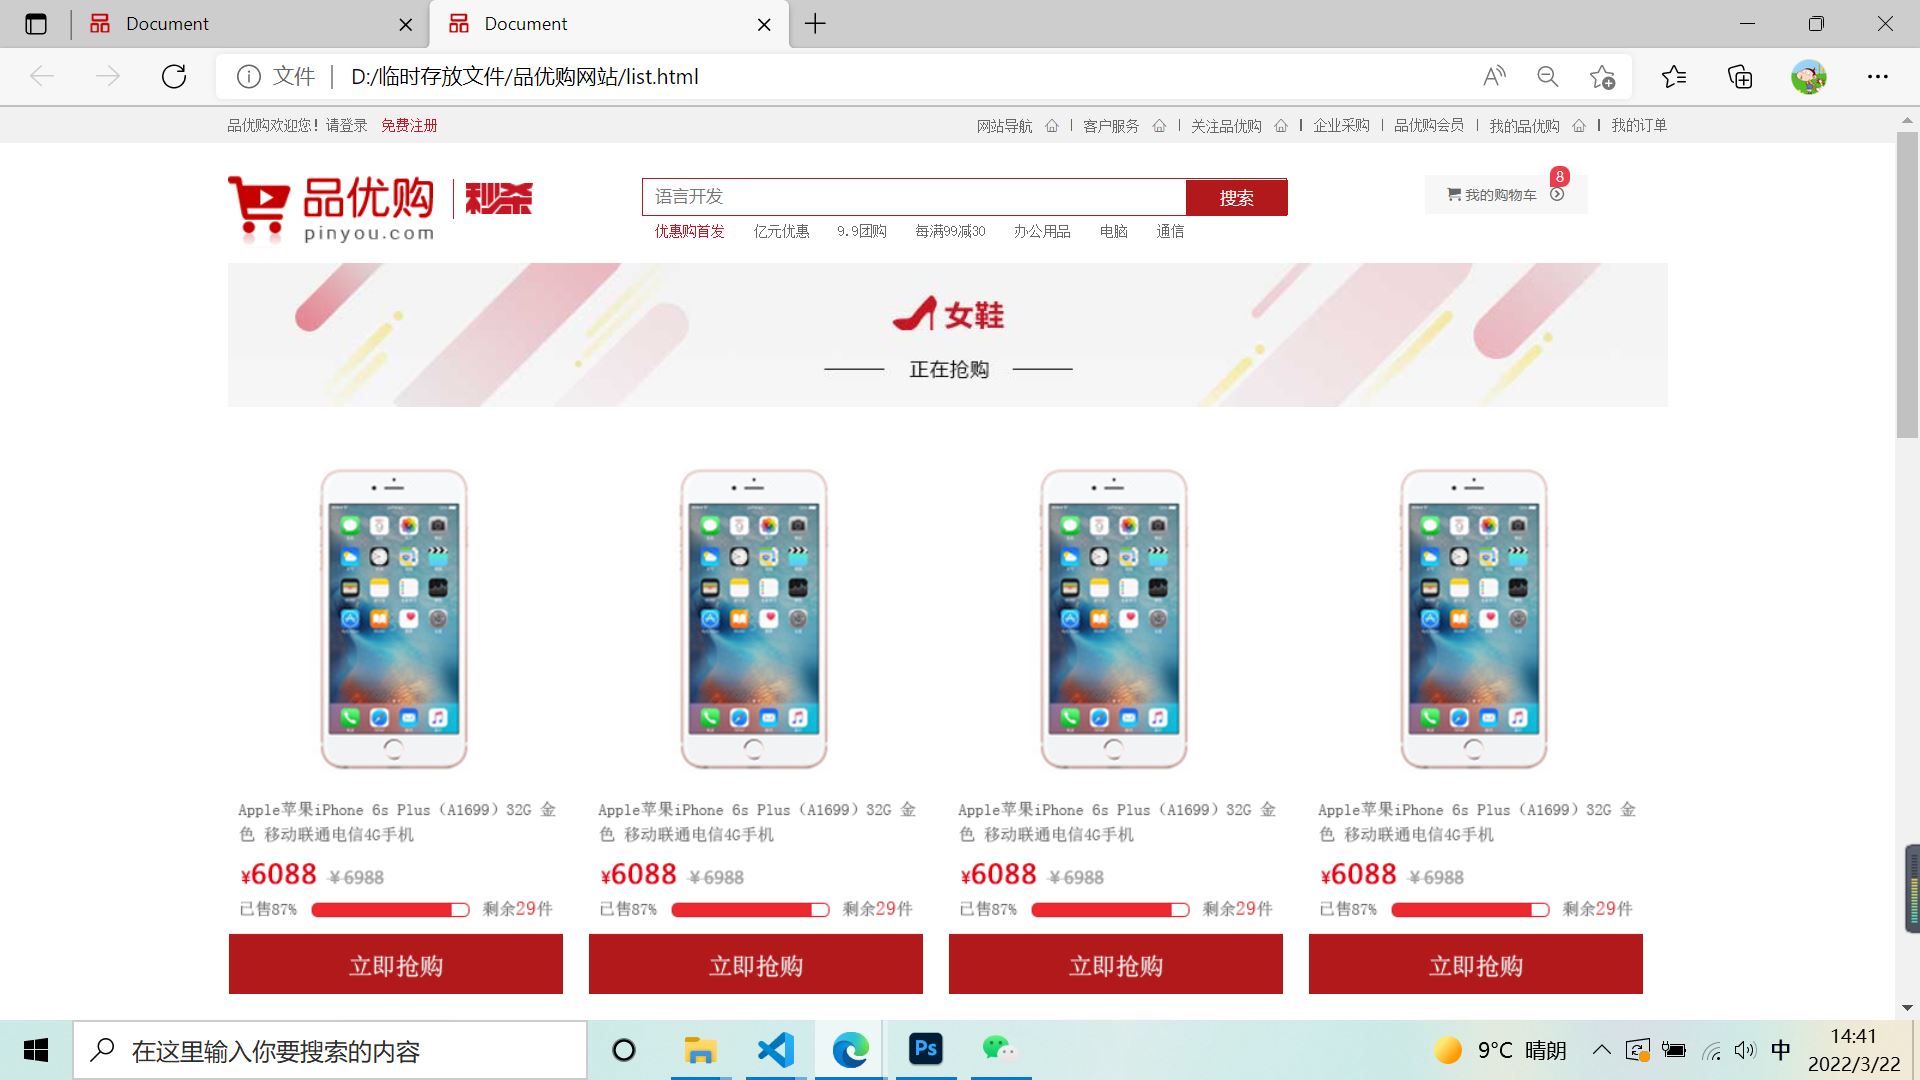 Document
Document
文件
D:/临时存放文件/品优购网站/list.html
品优购欢迎您！请登录 免费注册
网站导航 客户服务 关注品优购 企业采购 品优购会员 我的品优购 我的订单
品优购
pinyou.com
秒杀
语言开发
搜索
8
我的购物车
优惠购首发 亿元优惠 9.9团购 每满99减30 办公用品 电脑 通信
女鞋
正在抢购
Apple苹果iPhone 6s Plus（A1699）32G 金
色 移动联通电信4G手机
¥6088 ￥6988
已售87% 剩余29件
立即抢购
Apple苹果iPhone 6s Plus（A1699）32G 金
色 移动联通电信4G手机
¥6088 ￥6988
已售87% 剩余29件
立即抢购
Apple苹果iPhone 6s Plus（A1699）32G 金
色 移动联通电信4G手机
¥6088 ￥6988
已售87% 剩余29件
立即抢购
Apple苹果iPhone 6s Plus（A1699）32G 金
色 移动联通电信4G手机
¥6088 ￥6988
已售87% 剩余29件
立即抢购
在这里输入你要搜索的内容
Ps
9°C 晴朗
中
14:41
2022/3/22